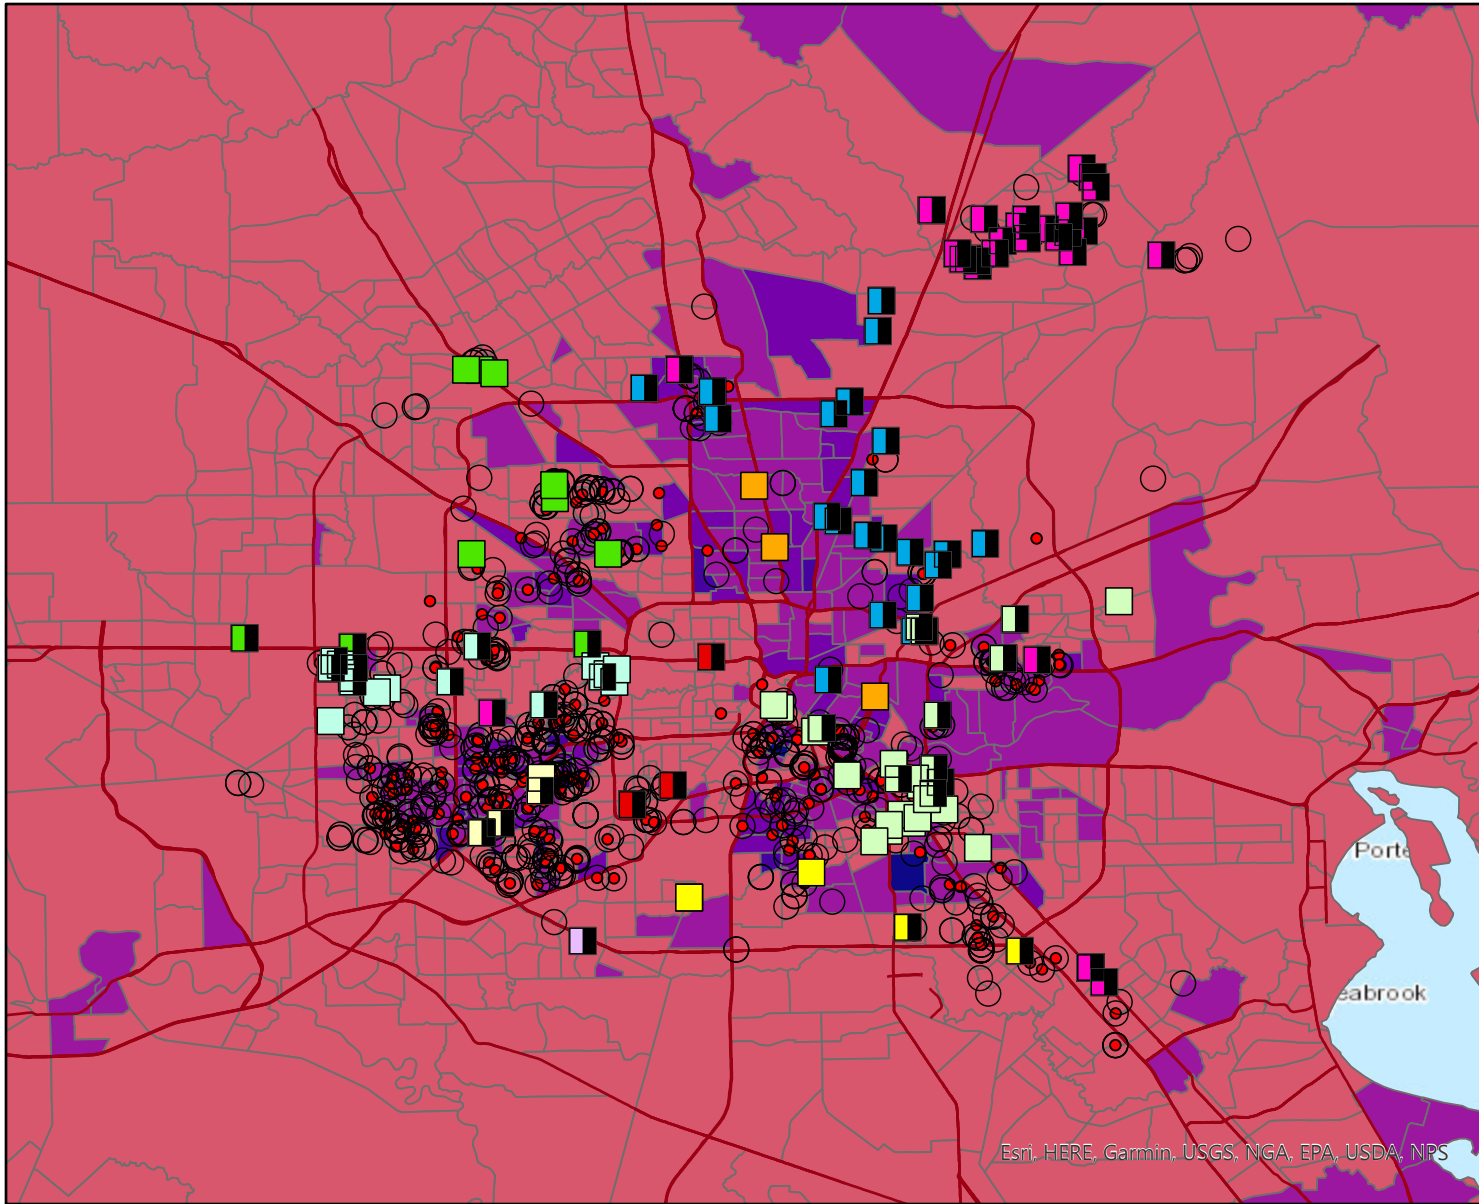 Porte
eabrook
Esri, HERE, Garmin, USGS, NGA, EPA, USDA, NPS